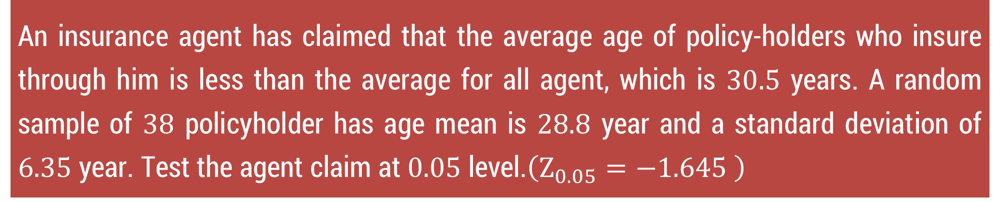 An insurance agent has claimed that the average age of policy-holders who insure
through him is less than the average for all agent, which is 30.5 years. A random
sample of 38 policyholder has age mean is 28.8 year and a standard deviation of
6.35 year. Test the agent claim at 0.05 level.(Z₀.₀₅ = −1.645 )